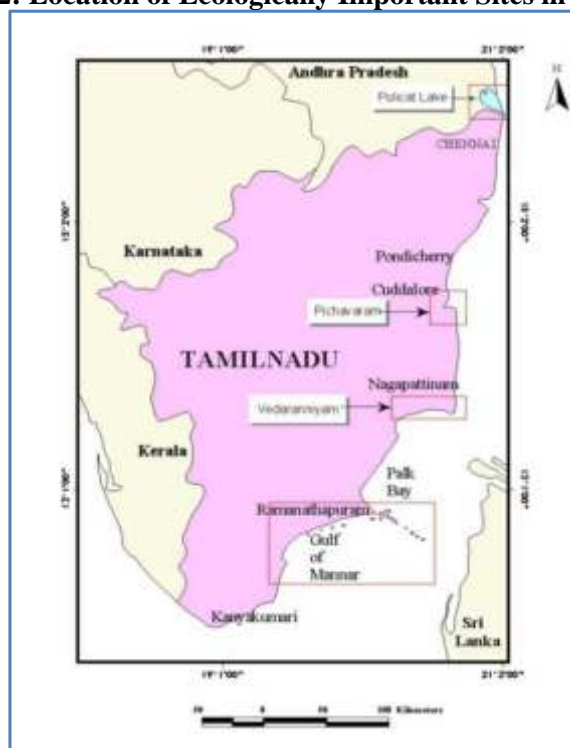 2: Location of Ecologically Important Sites in
Andhra Pradesh
Pulicat Lake
CHENNAI
Karnataka
Pondicherry
Cuddalore
Pichavaram
TAMILNADU
Nagapattinam
Vedaranniyam
Kerala
Palk
Bay
Ramanathapuram
Gulf
of
Mannar
Kanyakumari
Sri
Lanka
Kilometers